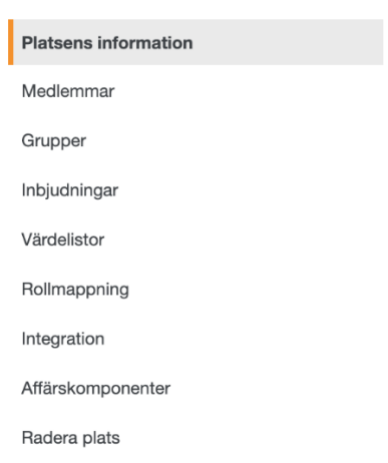 Platsens information
Medlemmar
Grupper
Inbjudningar
Värdelistor
Rollmappning
Integration
Affärskomponenter
Radera plats